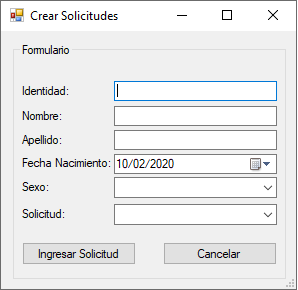 Crear Solicitudes
Formulario
Identidad:
Nombre:
Apellido:
Fecha Nacimiento: 10/02/2020
Sexo:
Solicitud:
Ingresar Solicitud Cancelar